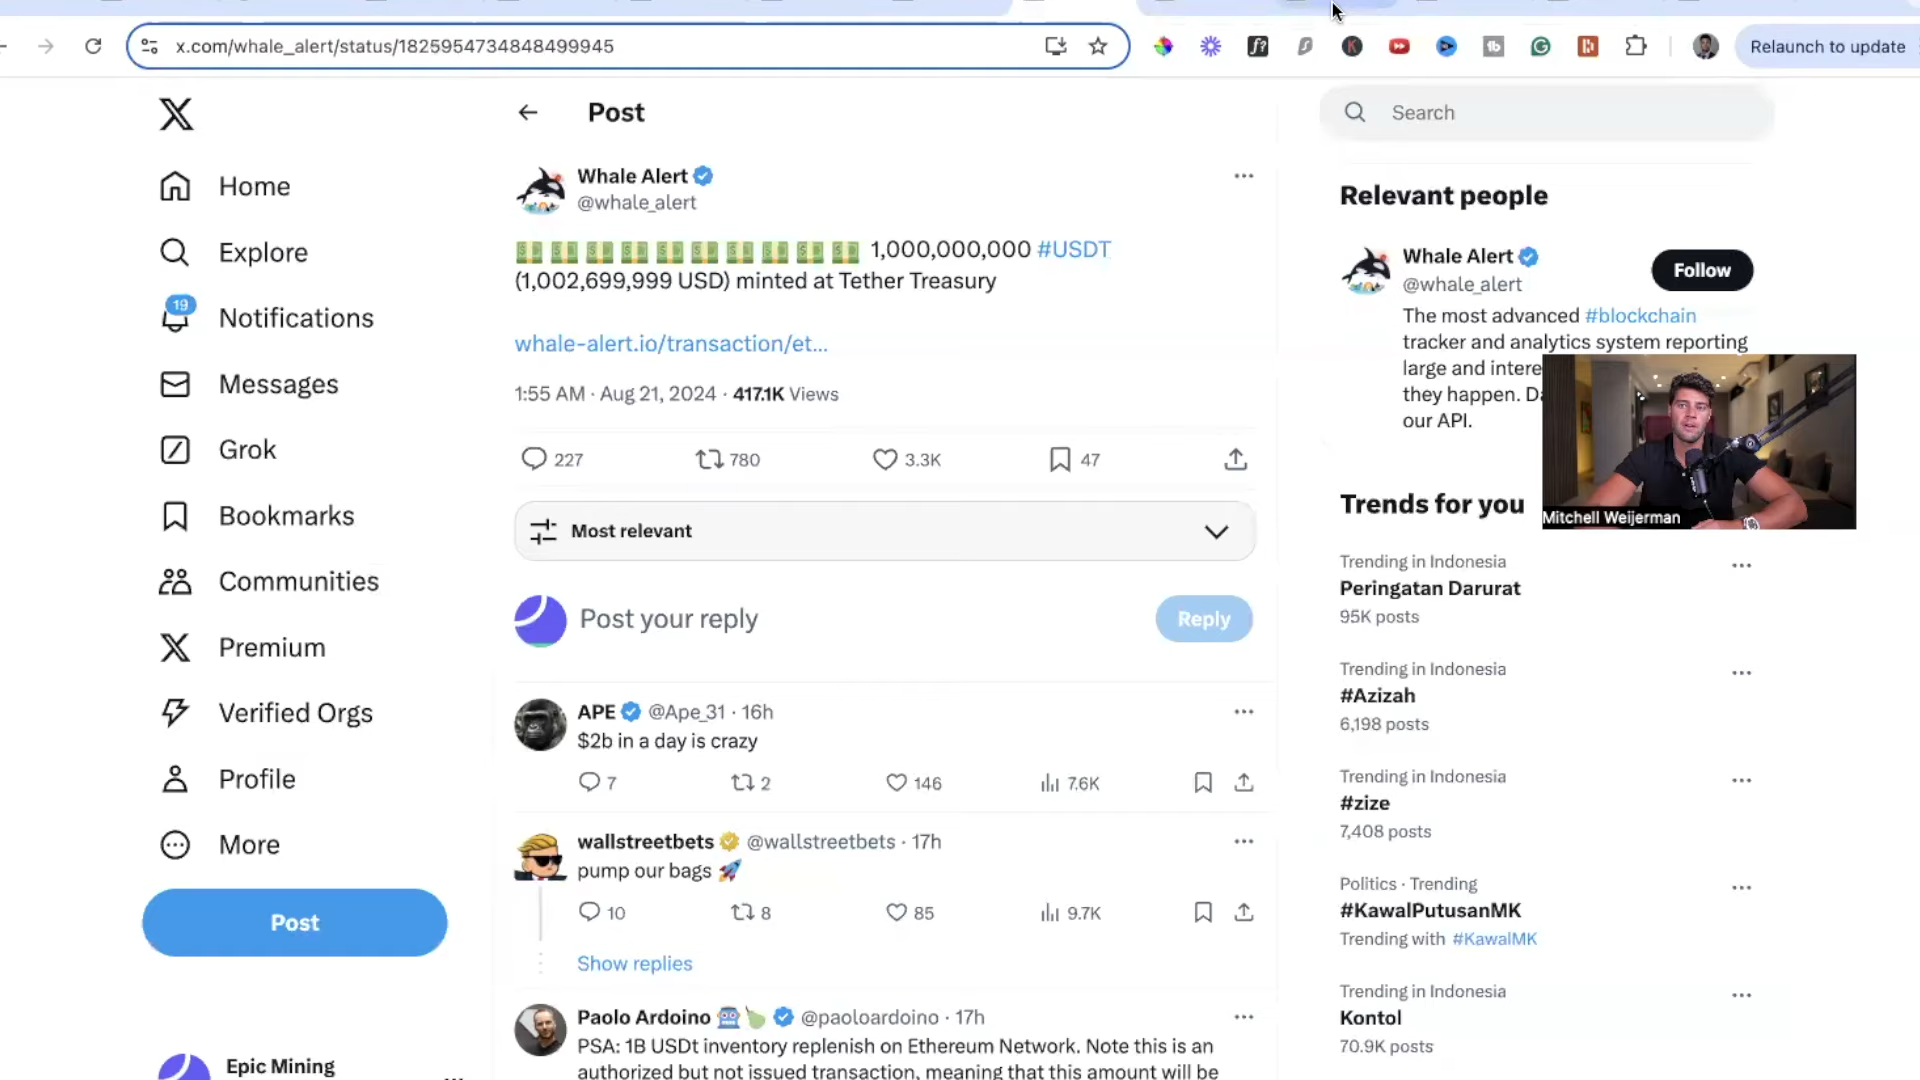 x.com/whale_alert/status/1825954734848499945
Relaunch to update
Post
Search
Home
Explore
19
Notifications
Messages
Grok
Bookmarks
Communities
Premium
Verified Orgs
Profile
More
Post
Epic Mining
Whale Alert
@whale_alert
1,000,000,000 #USDT
(1,002,699,999 USD) minted at Tether Treasury
whale-alert.io/transaction/et...
1:55 AM · Aug 21, 2024 · 417.1K Views
227 780 3.3K 47
Most relevant
Post your reply
Reply
APE @Ape_31 · 16h
$2b in a day is crazy
7 2 146 7.6K
wallstreetbets @wallstreetbets · 17h
pump our bags 🚀
10 8 85 9.7K
Show replies
Paolo Ardoino @paoloardoino · 17h
PSA: 1B USDt inventory replenish on Ethereum Network. Note this is an
authorized but not issued transaction, meaning that this amount will be
Relevant people
Whale Alert
Follow
@whale_alert
The most advanced #blockchain
tracker and analytics system reporting
large and intere
they happen. D
our API.
Mitchell Weijerman
Trends for you
Trending in Indonesia
Peringatan Darurat
95K posts
Trending in Indonesia
#Azizah
6,198 posts
Trending in Indonesia
#zize
7,408 posts
Politics · Trending
#KawalPutusanMK
Trending with #KawalMK
Trending in Indonesia
Kontol
70.9K posts